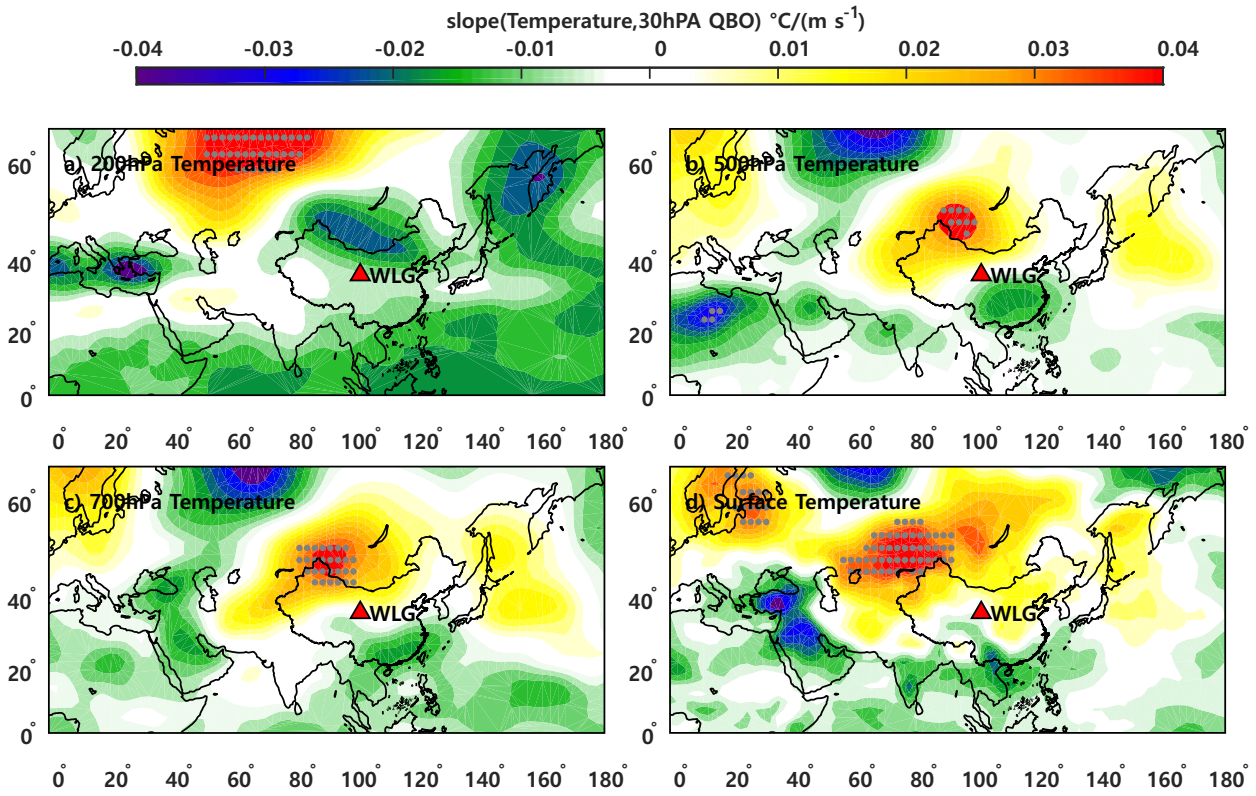 slope(Temperature,30hPA QBO) °C/(m s⁻¹)
-0.04 -0.03 -0.02 -0.01 0 0.01 0.02 0.03 0.04
60° a) 200hPa Temperature
40° WLG
20°
0°
0° 20° 40° 60° 80° 100° 120° 140° 160° 180°
60° b) 500hPa Temperature
40° WLG
20°
0°
0° 20° 40° 60° 80° 100° 120° 140° 160° 180°
60° c) 700hPa Temperature
40° WLG
20°
0°
0° 20° 40° 60° 80° 100° 120° 140° 160° 180°
60° d) Surface Temperature
40° WLG
20°
0°
0° 20° 40° 60° 80° 100° 120° 140° 160° 180°